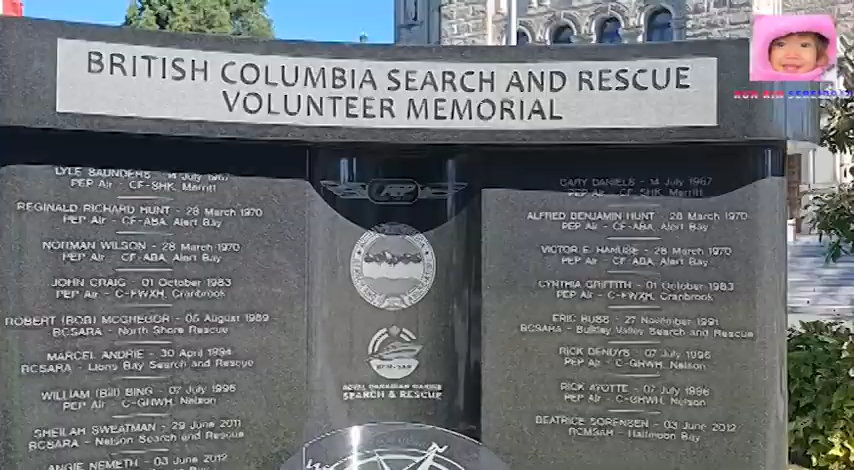 BRITISH COLUMBIA SEARCH AND RESCUE
VOLUNTEER MEMORIAL
LYLE SAUNDERS - 14 July 1967
PEP Air - CF-SHK, Merritt
REGINALD RICHARD HUNT - 28 March 1970
PEP Air - CF-ABA, Alert Bay
NORMAN WILSON - 28 March 1970
PEP Air - CF-ABA, Alert Bay
JOHN CRAIG - 01 October 1983
PEP Air - C-FWXH, Cranbrook
ROBERT (BOB) MCGREGOR - 05 August 1989
BCSARA - North Shore Rescue
MARCEL ANDRIE - 30 April 1994
BCSARA - Lions Bay Search and Rescue
WILLIAM (Bill) BING - 07 July 1996
PEP Air - C-GHWH, Nelson
SHEILAH SWEATMAN - 29 June 2011
BCSARA - Nelson Search and Rescue
ANGIE NEMETH - 03 June 2012
PEP
ROYAL CANADIAN MARINE
SEARCH & RESCUE
GARY DANIELS - 14 July 1967
PEP Air - CF-SHK, Merritt
ALFRED BENJAMIN HUNT - 28 March 1970
PEP Air - CF-ABA, Alert Bay
VICTOR E. HANUSE - 28 March 1970
PEP Air - CF-ABA, Alert Bay
CYNTHIA GRIFFITH - 01 October 1983
PEP Air - C-FWXH, Cranbrook
ERIC BUSS - 27 November 1991
BCSARA - Bulkley Valley Search and Rescue
RICK DENUYS - 07 July 1996
PEP Air - C-GHWH, Nelson
RICK AYOTTE - 07 July 1996
PEP Air - C-GHWH, Nelson
BEATRICE SORENSEN - 03 June 2012
RCMSAR - Halfmoon Bay